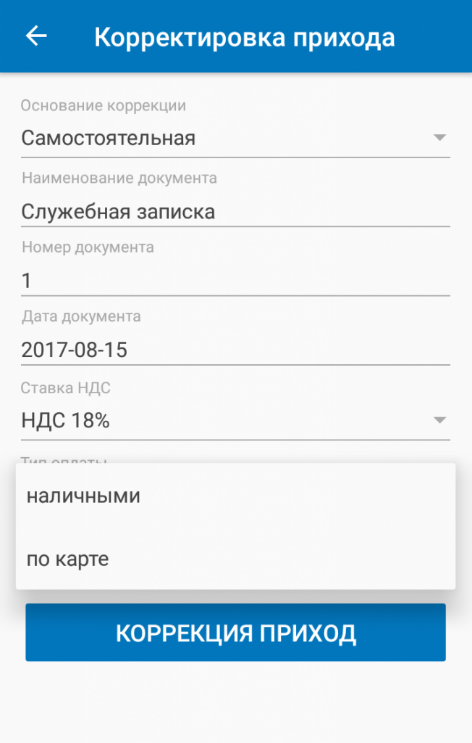 Корректировка прихода
Основание коррекции
Самостоятельная
Наименование документа
Служебная записка
Номер документа
1
Дата документа
2017-08-15
Ставка НДС
НДС 18%
Тип оплаты
наличными
по карте
КОРРЕКЦИЯ ПРИХОД